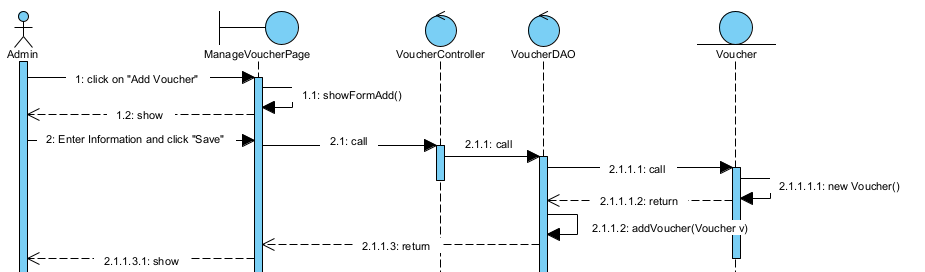 Admin
ManageVoucherPage
VoucherController
VoucherDAO
Voucher
1: click on "Add Voucher"
1.1: showFormAdd()
1.2: show
2: Enter Information and click "Save"
2.1: call
2.1.1: call
2.1.1.1: call
2.1.1.1.1: new Voucher()
2.1.1.1.2: return
2.1.1.2: addVoucher(Voucher v)
2.1.1.3: return
2.1.1.3.1: show